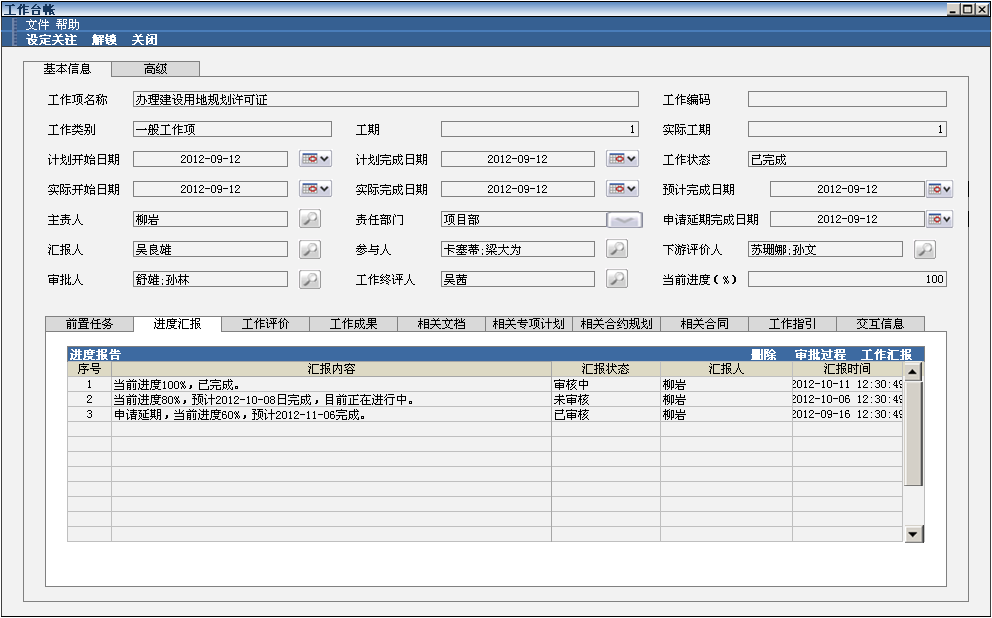 工作台帐
文件 帮助
设定关注 解锁 关闭
基本信息 高级
工作项名称 办理建设用地规划许可证 工作编码
工作类别 一般工作项 工期 1 实际工期 1
计划开始日期 2012-09-12 计划完成日期 2012-09-12 工作状态 已完成
实际开始日期 2012-09-12 实际完成日期 2012-09-12 预计完成日期 2012-09-12
主责人 柳岩 责任部门 项目部 申请延期完成日期 2012-09-12
汇报人 吴良雄 参与人 卡塞蒂;梁大为 下游评价人 苏珊娜;孙文
审批人 舒雄;孙林 工作终评人 吴茜 当前进度(%) 100
前置任务 进度汇报 工作评价 工作成果 相关文档 相关专项计划 相关合约规划 相关合同 工作指引 交互信息
进度报告 删除 审批过程 工作汇报
序号 汇报内容 汇报状态 汇报人 汇报时间
1 当前进度100%，已完成。 审核中 柳岩 2012-10-11 12:30:49
2 当前进度80%，预计2012-10-08日完成，目前正在进行中。 未审核 柳岩 2012-10-06 12:30:49
3 申请延期，当前进度60%，预计2012-11-06完成。 已审核 柳岩 2012-09-16 12:30:49